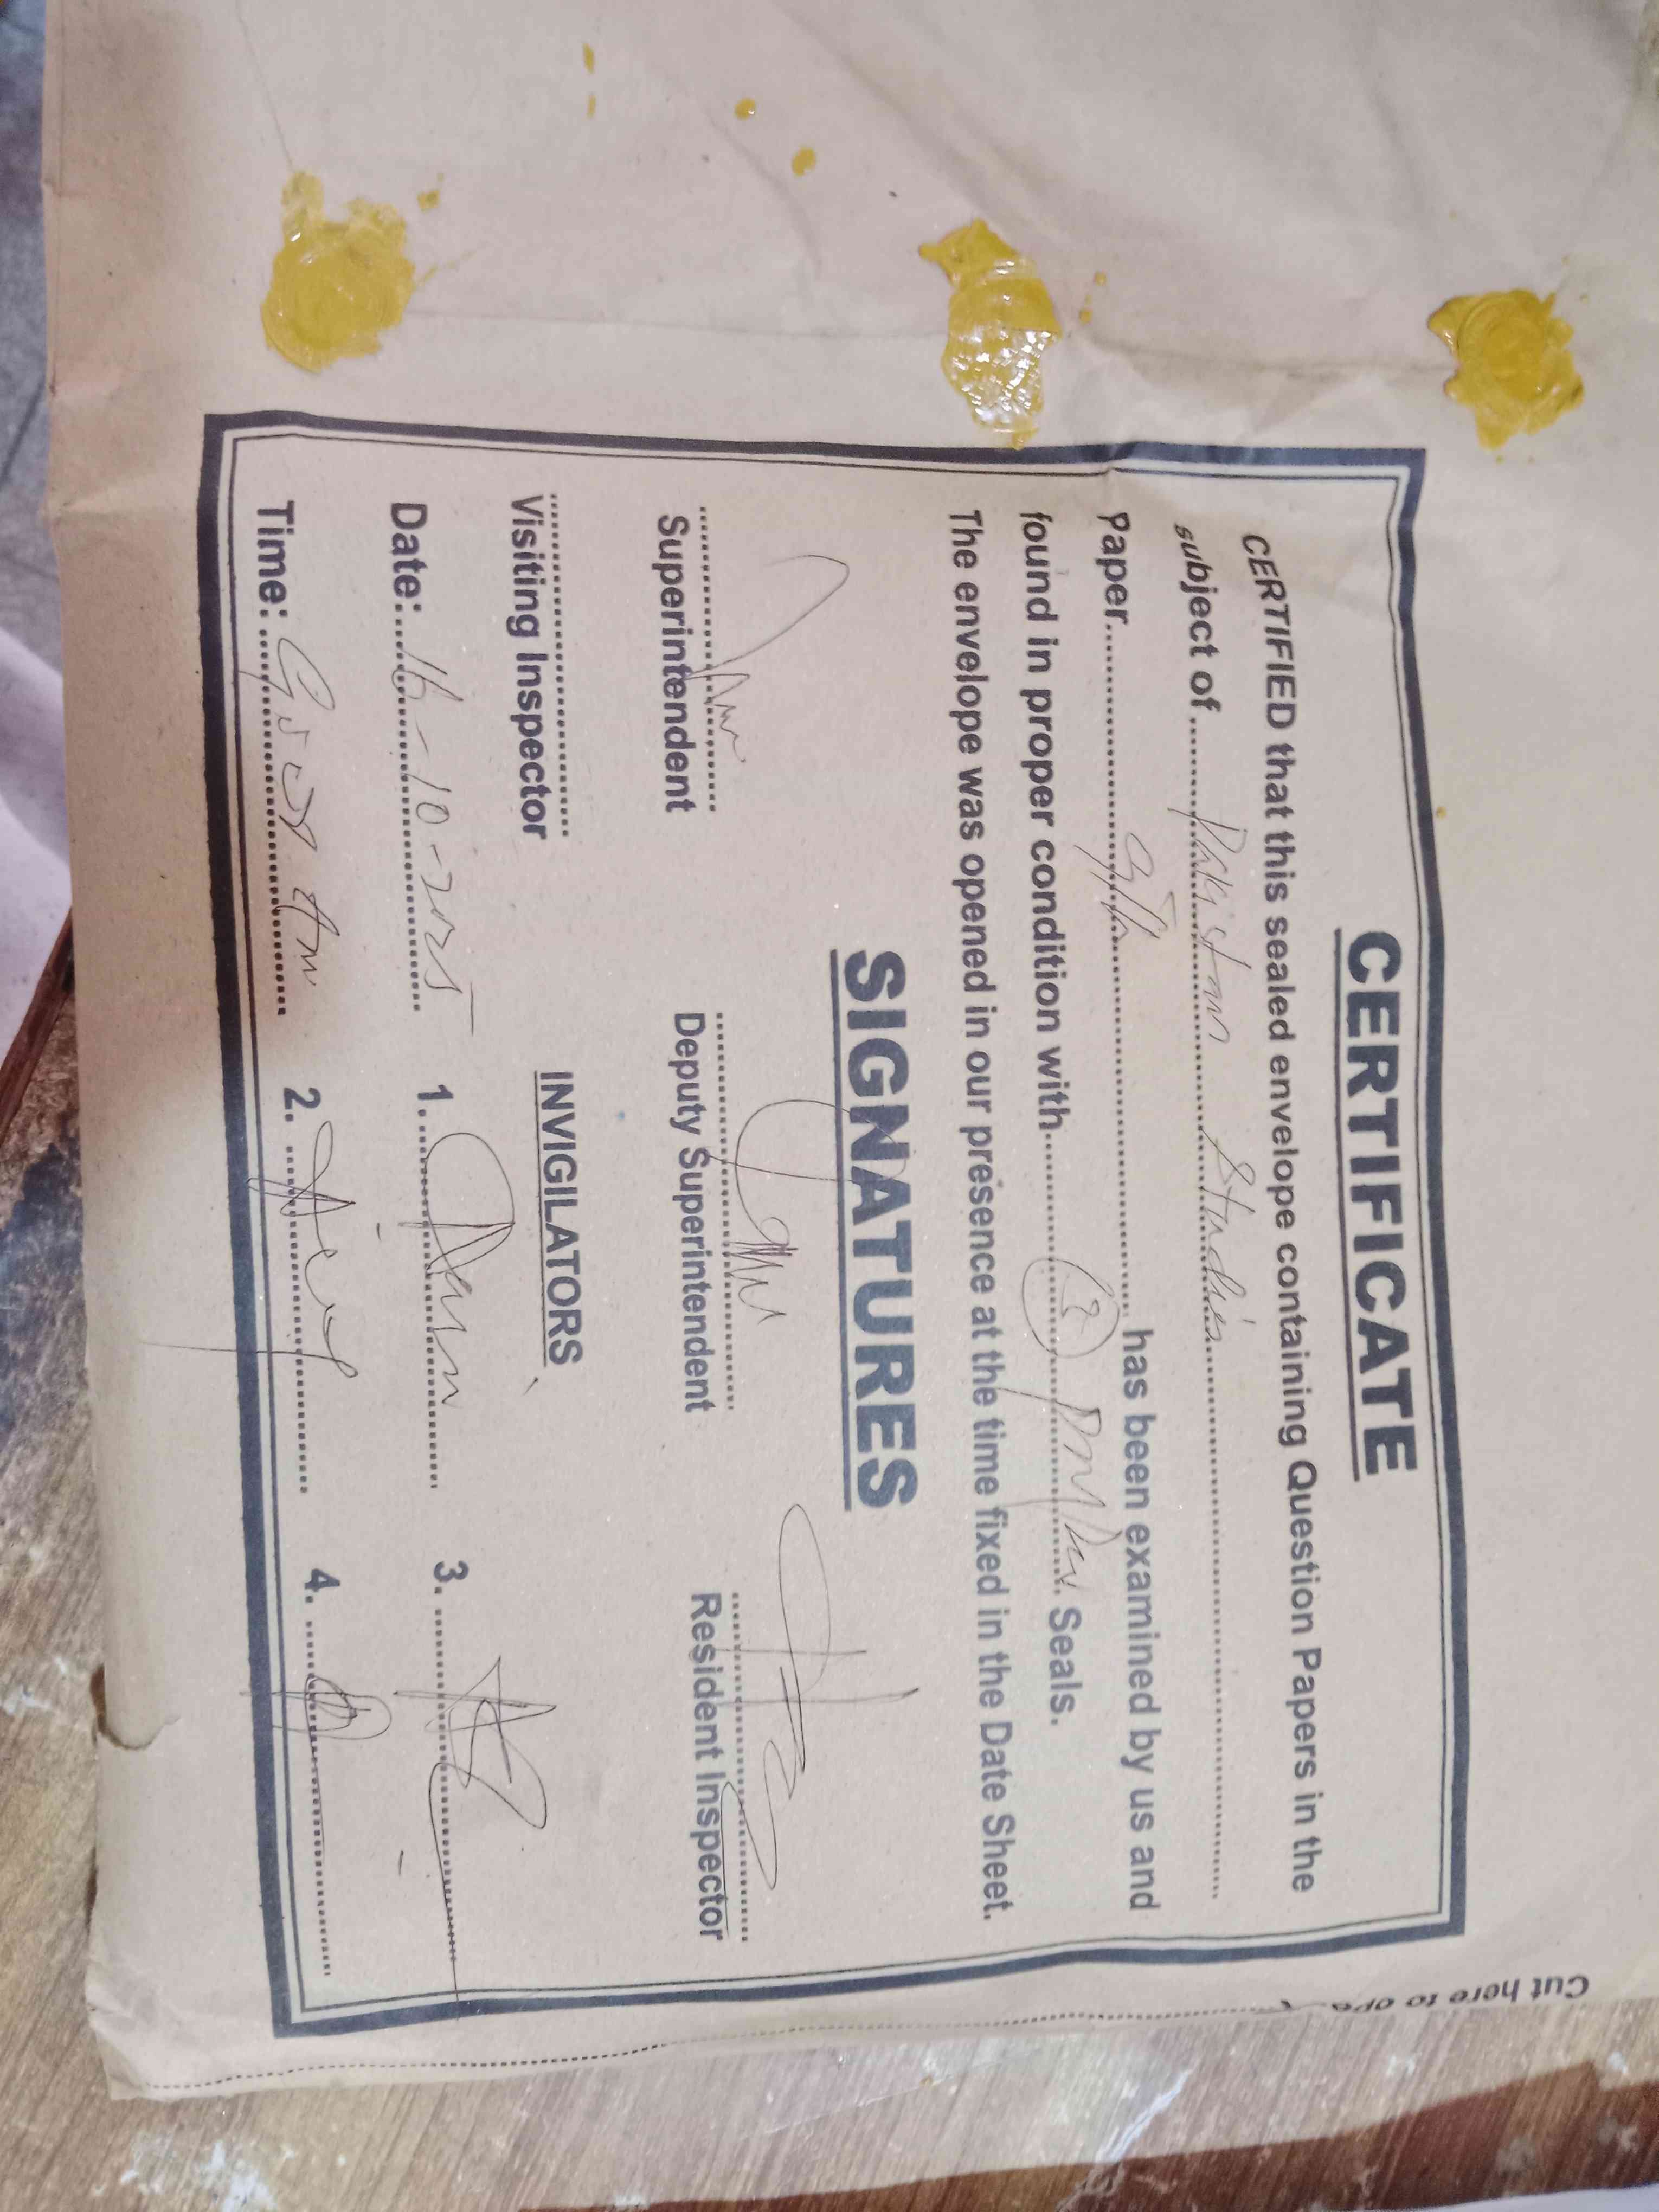 CERTIFICATE
CERTIFIED that this sealed envelope containing Question Papers in the
subject of Pakistan Studies
Paper 9th has been examined by us and
found in proper condition with (3) Seals.
The envelope was opened in our presence at the time fixed in the Date Sheet.
SIGNATURES
Superintendent Deputy Superintendent Resident Inspector
Visiting Inspector
INVIGILATORS
Date: 16-10-2025 1. 3.
Time: Am 2. 4.
Cut here to ope